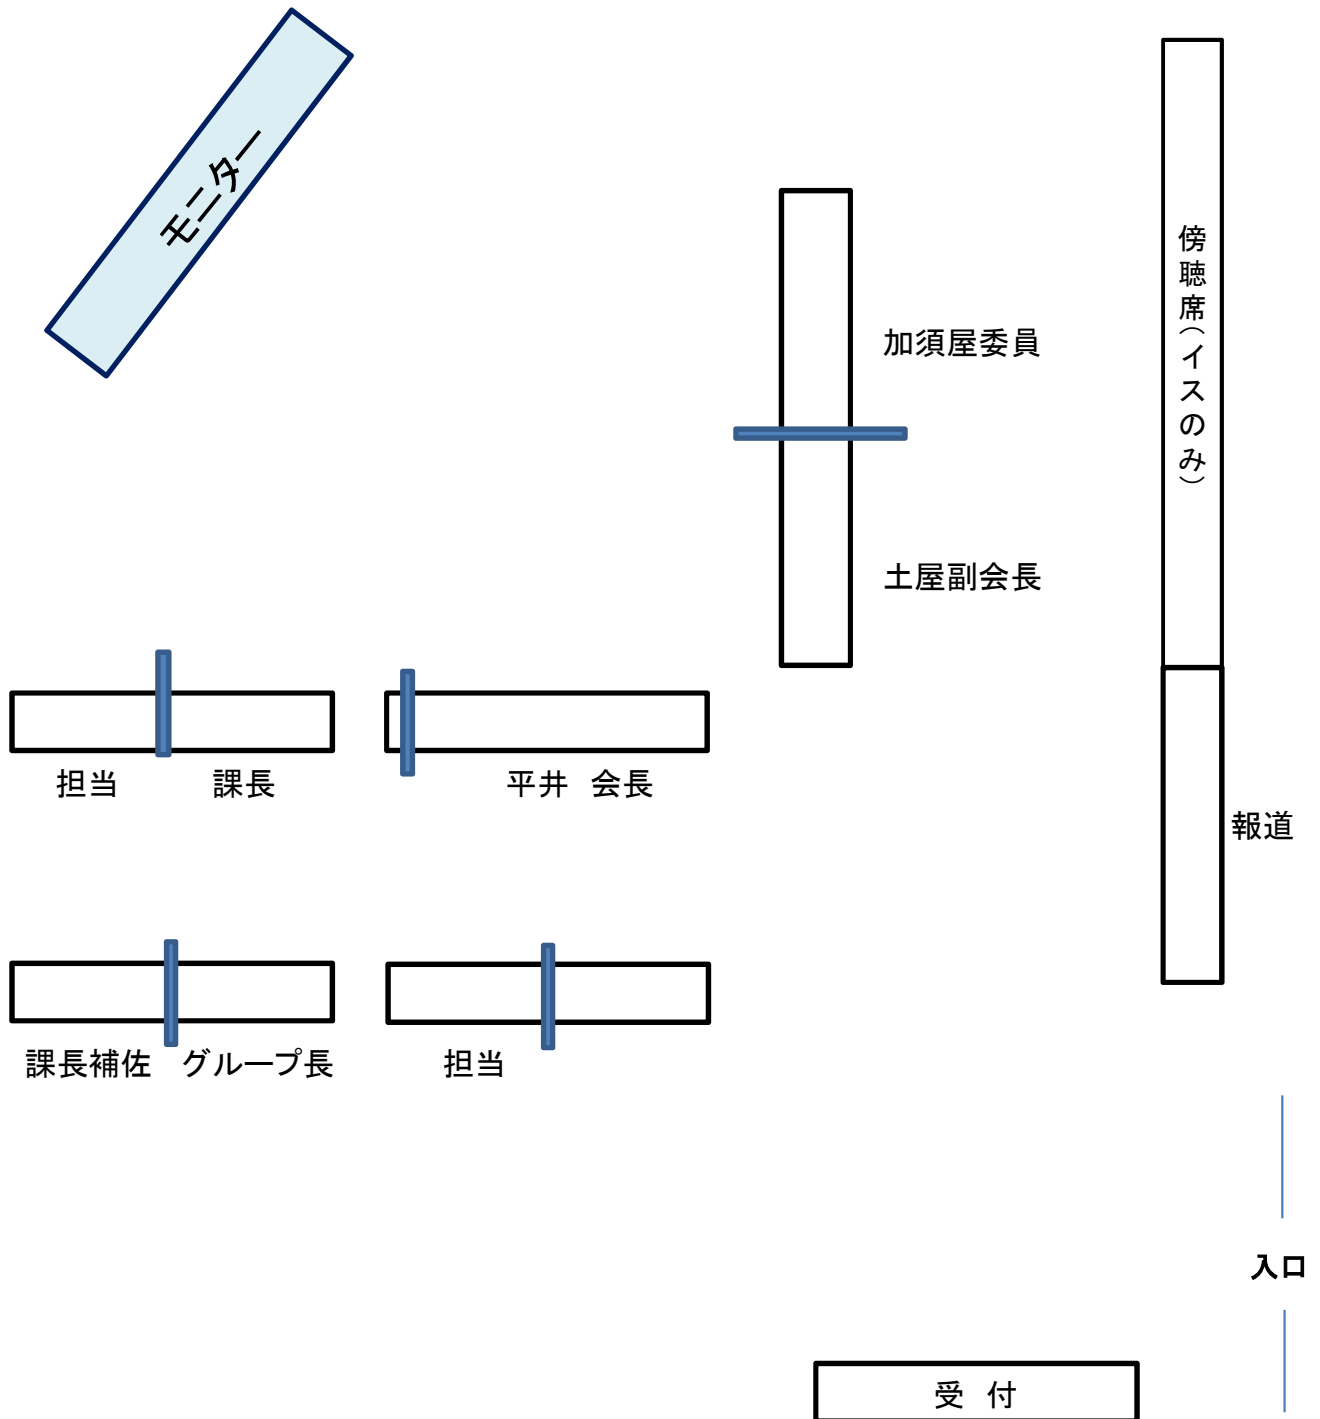 モニター
傍聴席（イスのみ）
加須屋委員
土屋副会長
担当 課長 平井 会長
報道
課長補佐 グループ長 担当
入口
受 付